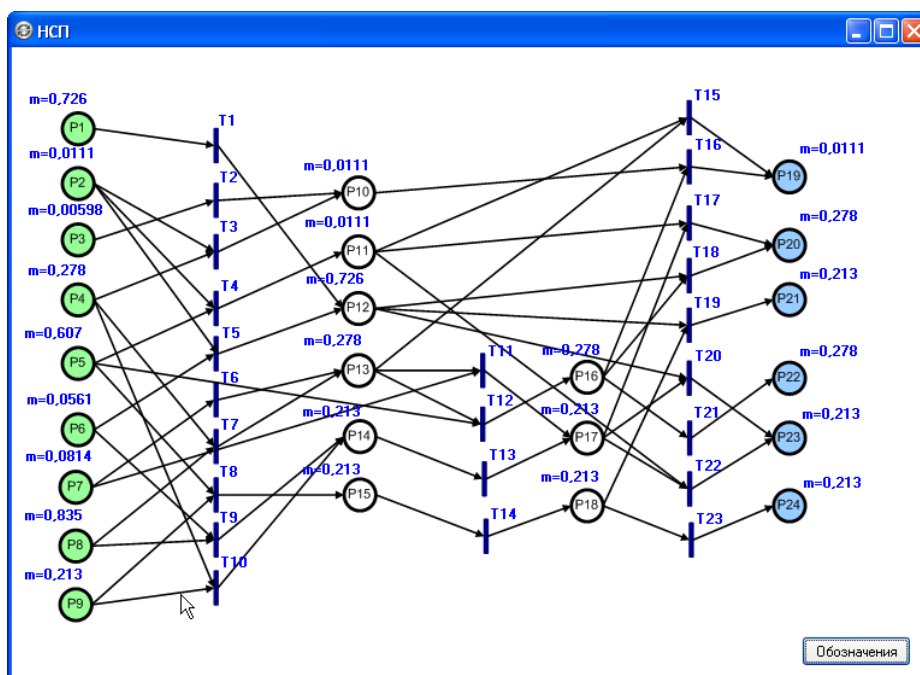 НСП
m=0,726
P1
m=0,0111
P2
m=0,00598
P3
m=0,278
P4
m=0,607
P5
m=0,0561
P6
m=0,0814
P7
m=0,835
P8
m=0,213
P9
T1
T2
T3
T4
T5
T6
T7
T8
T9
T10
m=0,0111
P10
m=0,0111
P11
m=0,726
P12
m=0,278
P13
m=0,213
P14
m=0,213
P15
T11
T12
T13
T14
m=0,278
P16
m=0,213
P17
m=0,213
P18
T15
T16
T17
T18
T19
T20
T21
T22
T23
m=0,0111
P19
m=0,278
P20
m=0,213
P21
m=0,278
P22
m=0,213
P23
m=0,213
P24
Обозначения